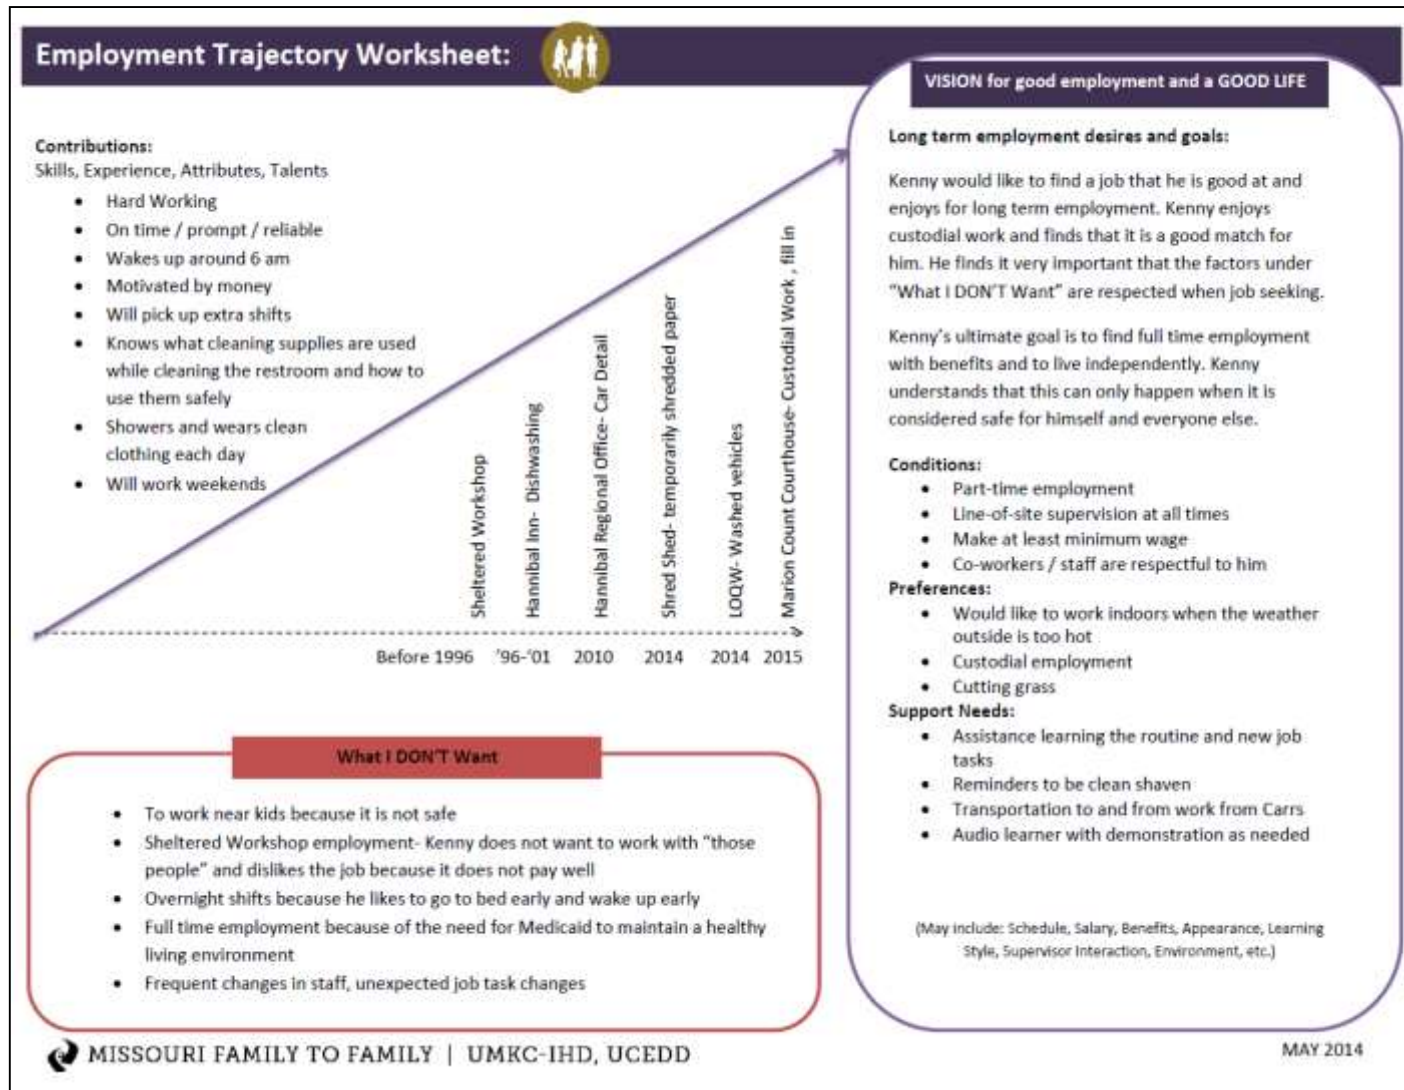 Employment Trajectory Worksheet:
Contributions:
Skills, Experience, Attributes, Talents
• Hard Working
• On time / prompt / reliable
• Wakes up around 6 am
• Motivated by money
• Will pick up extra shifts
• Knows what cleaning supplies are used
while cleaning the restroom and how to
use them safely
• Showers and wears clean
clothing each day
• Will work weekends
Sheltered Workshop
Hannibal Inn- Dishwashing
Hannibal Regional Office- Car Detail
Shred Shed- temporarily shredded paper
LOQW- Washed vehicles
Marion Count Courthouse- Custodial Work , fill in
Before 1996 '96-'01 2010 2014 2014 2015
What I DON'T Want
• To work near kids because it is not safe
• Sheltered Workshop employment- Kenny does not want to work with “those
people” and dislikes the job because it does not pay well
• Overnight shifts because he likes to go to bed early and wake up early
• Full time employment because of the need for Medicaid to maintain a healthy
living environment
• Frequent changes in staff, unexpected job task changes
VISION for good employment and a GOOD LIFE
Long term employment desires and goals:
Kenny would like to find a job that he is good at and
enjoys for long term employment. Kenny enjoys
custodial work and finds that it is a good match for
him. He finds it very important that the factors under
“What I DON’T Want” are respected when job seeking.
Kenny’s ultimate goal is to find full time employment
with benefits and to live independently. Kenny
understands that this can only happen when it is
considered safe for himself and everyone else.
Conditions:
• Part-time employment
• Line-of-site supervision at all times
• Make at least minimum wage
• Co-workers / staff are respectful to him
Preferences:
• Would like to work indoors when the weather
outside is too hot
• Custodial employment
• Cutting grass
Support Needs:
• Assistance learning the routine and new job
tasks
• Reminders to be clean shaven
• Transportation to and from work from Carrs
• Audio learner with demonstration as needed
(May include: Schedule, Salary, Benefits, Appearance, Learning
Style, Supervisor Interaction, Environment, etc.)
MISSOURI FAMILY TO FAMILY | UMKC-IHD, UCEDD
MAY 2014